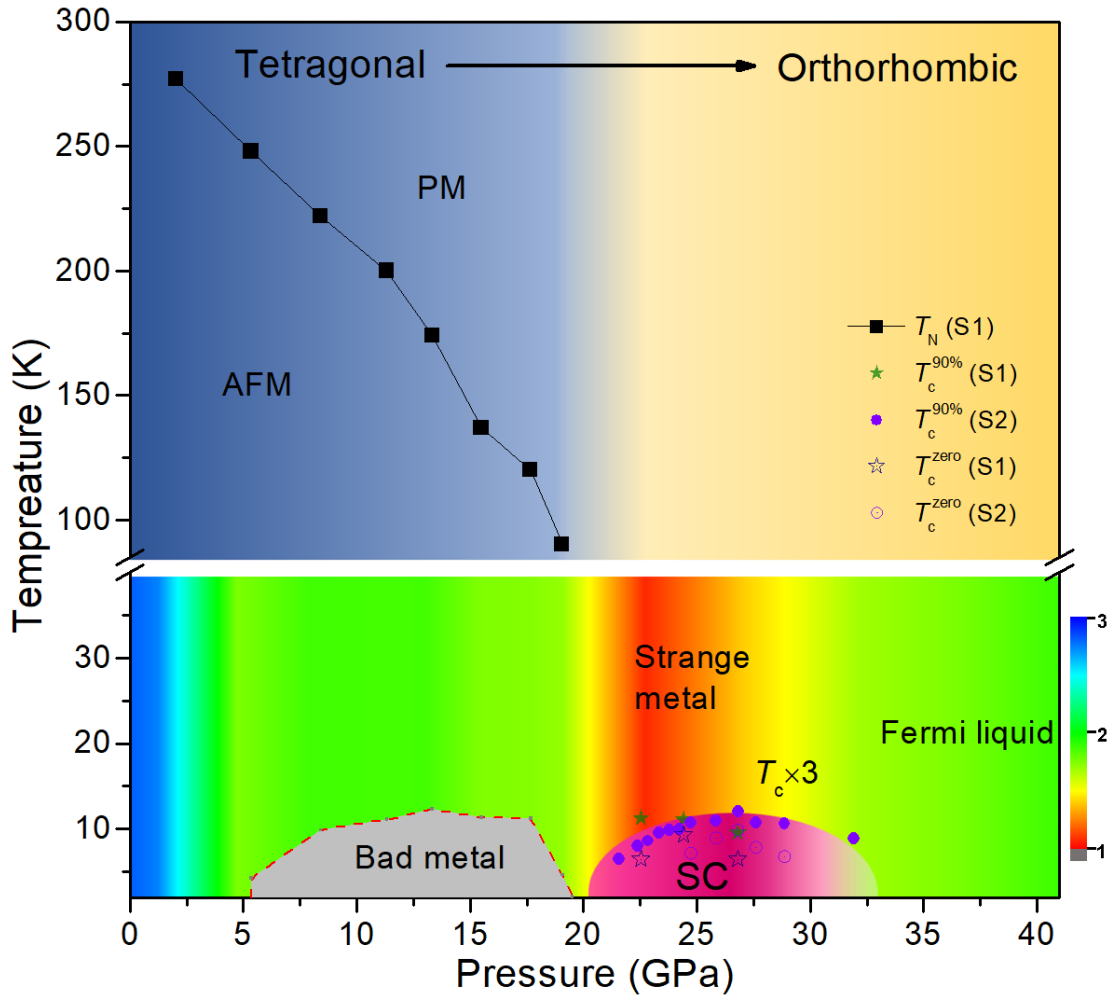 300
250
200
150
100
30
20
10
Tempreature (K)
Tetragonal
Orthorhombic
PM
AFM
T_N (S1)
T_c^90% (S1)
T_c^90% (S2)
T_c^zero (S1)
T_c^zero (S2)
Strange
metal
Fermi liquid
T_c×3
Bad metal
SC
3
2
1
0 5 10 15 20 25 30 35 40
Pressure (GPa)